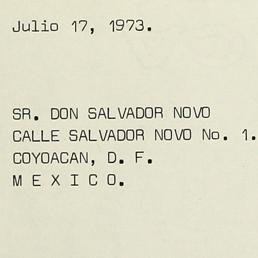 Julio 17, 1973.
SR. DON SALVADOR NOVO
CALLE SALVADOR NOVO No. 1.
COYOACAN, D. F.
M E X I C O.